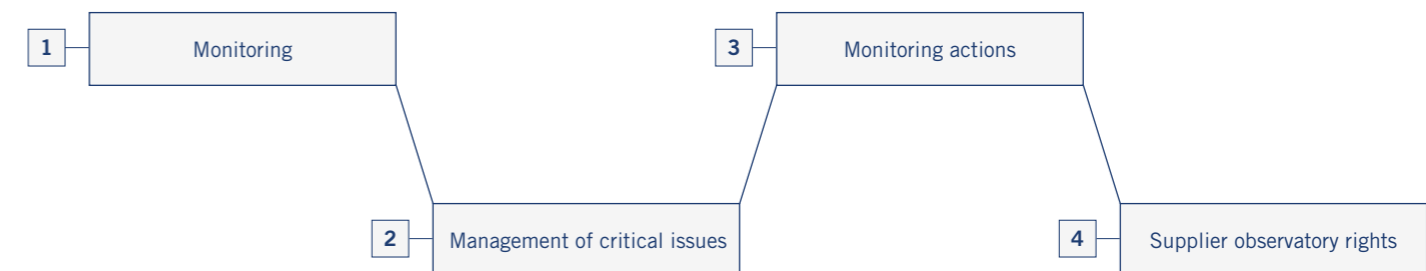 1 Monitoring
2 Management of critical issues
3 Monitoring actions
4 Supplier observatory rights